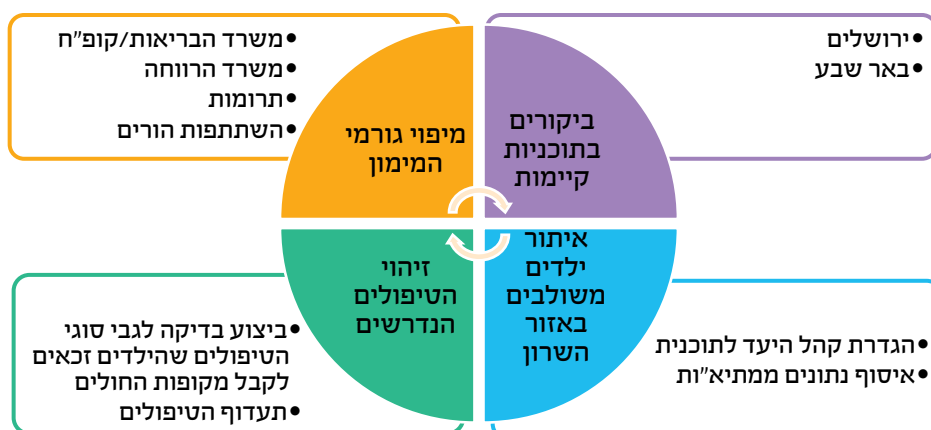 •ירושלים
•באר שבע
ביקורים
בתוכניות
קיימות
•משרד הבריאות/קופ"ח
•משרד הרווחה
•תרומות
•השתתפות הורים
מיפוי גורמי
המימון
איתור
ילדים
משולבים
באזור
השרון
•הגדרת קהל היעד לתוכנית
•איסוף נתונים ממתיא"ות
זיהוי
הטיפולים
הנדרשים
•ביצוע בדיקה לגבי סוגי
הטיפולים שהילדים זכאים
לקבל מקופות החולים
•תעדוף הטיפולים